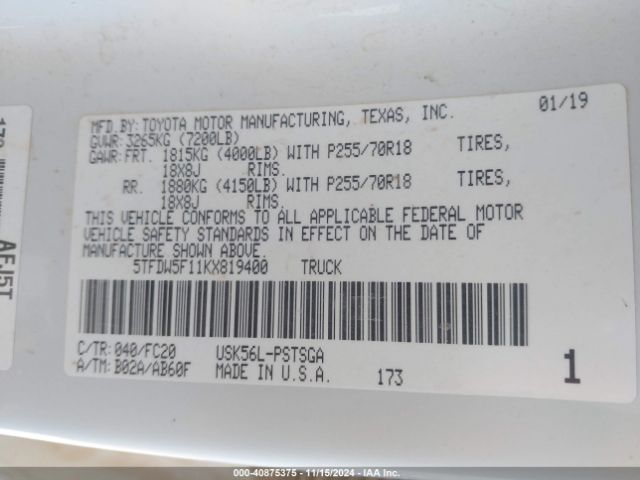 MFD.BY:TOYOTA MOTOR MANUFACTURING, TEXAS, INC. 01/19
GVWR:3265KG (7200LB)
GAWR:FRT. 1815KG (4000LB) WITH P255/70R18 TIRES,
18X8J RIMS.
RR. 1880KG (4150LB) WITH P255/70R18 TIRES,
18X8J RIMS.
THIS VEHICLE CONFORMS TO ALL APPLICABLE FEDERAL MOTOR
VEHICLE SAFETY STANDARDS IN EFFECT ON THE DATE OF
MANUFACTURE SHOWN ABOVE.
5TFDW5F11KX819400 TRUCK
C/TR:040/FC20 USK56L-PSTSGA
A/TM:B02A/AB60F MADE IN U.S.A. 173 1
AEJ5T
000-40875375 - 11/15/2024 - IAA Inc.